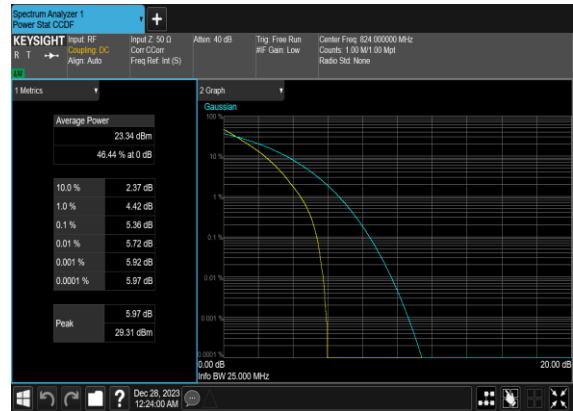 Spectrum Analyzer 1
Power Stat CCDF
KEYSIGHT
R T
LW
Input: RF
Coupling: DC
Align: Auto
Input Z: 50 Ω
Corr CCorr
Freq Ref: Int (S)
Atten: 40 dB
Trig: Free Run
#IF Gain: Low
Center Freq: 824.000000 MHz
Counts: 1.00 M/1.00 Mpt
Radio Std: None
1 Metrics
Average Power
23.34 dBm
46.44 % at 0 dB
10.0 % 2.37 dB
1.0 % 4.42 dB
0.1 % 5.36 dB
0.01 % 5.72 dB
0.001 % 5.92 dB
0.0001 % 5.97 dB
Peak
5.97 dB
29.31 dBm
2 Graph
Gaussian
100 %
10 %
1 %
0.1 %
0.01 %
0.001 %
0.0001 %
0.00 dB 20.00 dB
Info BW 25.000 MHz
Dec 28, 2023
12:24:00 AM